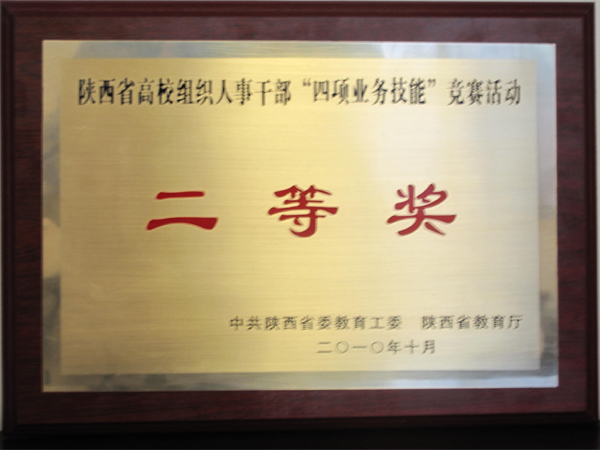 陕西省高校组织人事干部“四项业务技能”竞赛活动
二等奖
中共陕西省委教育工委 陕西省教育厅
二〇一〇年十月